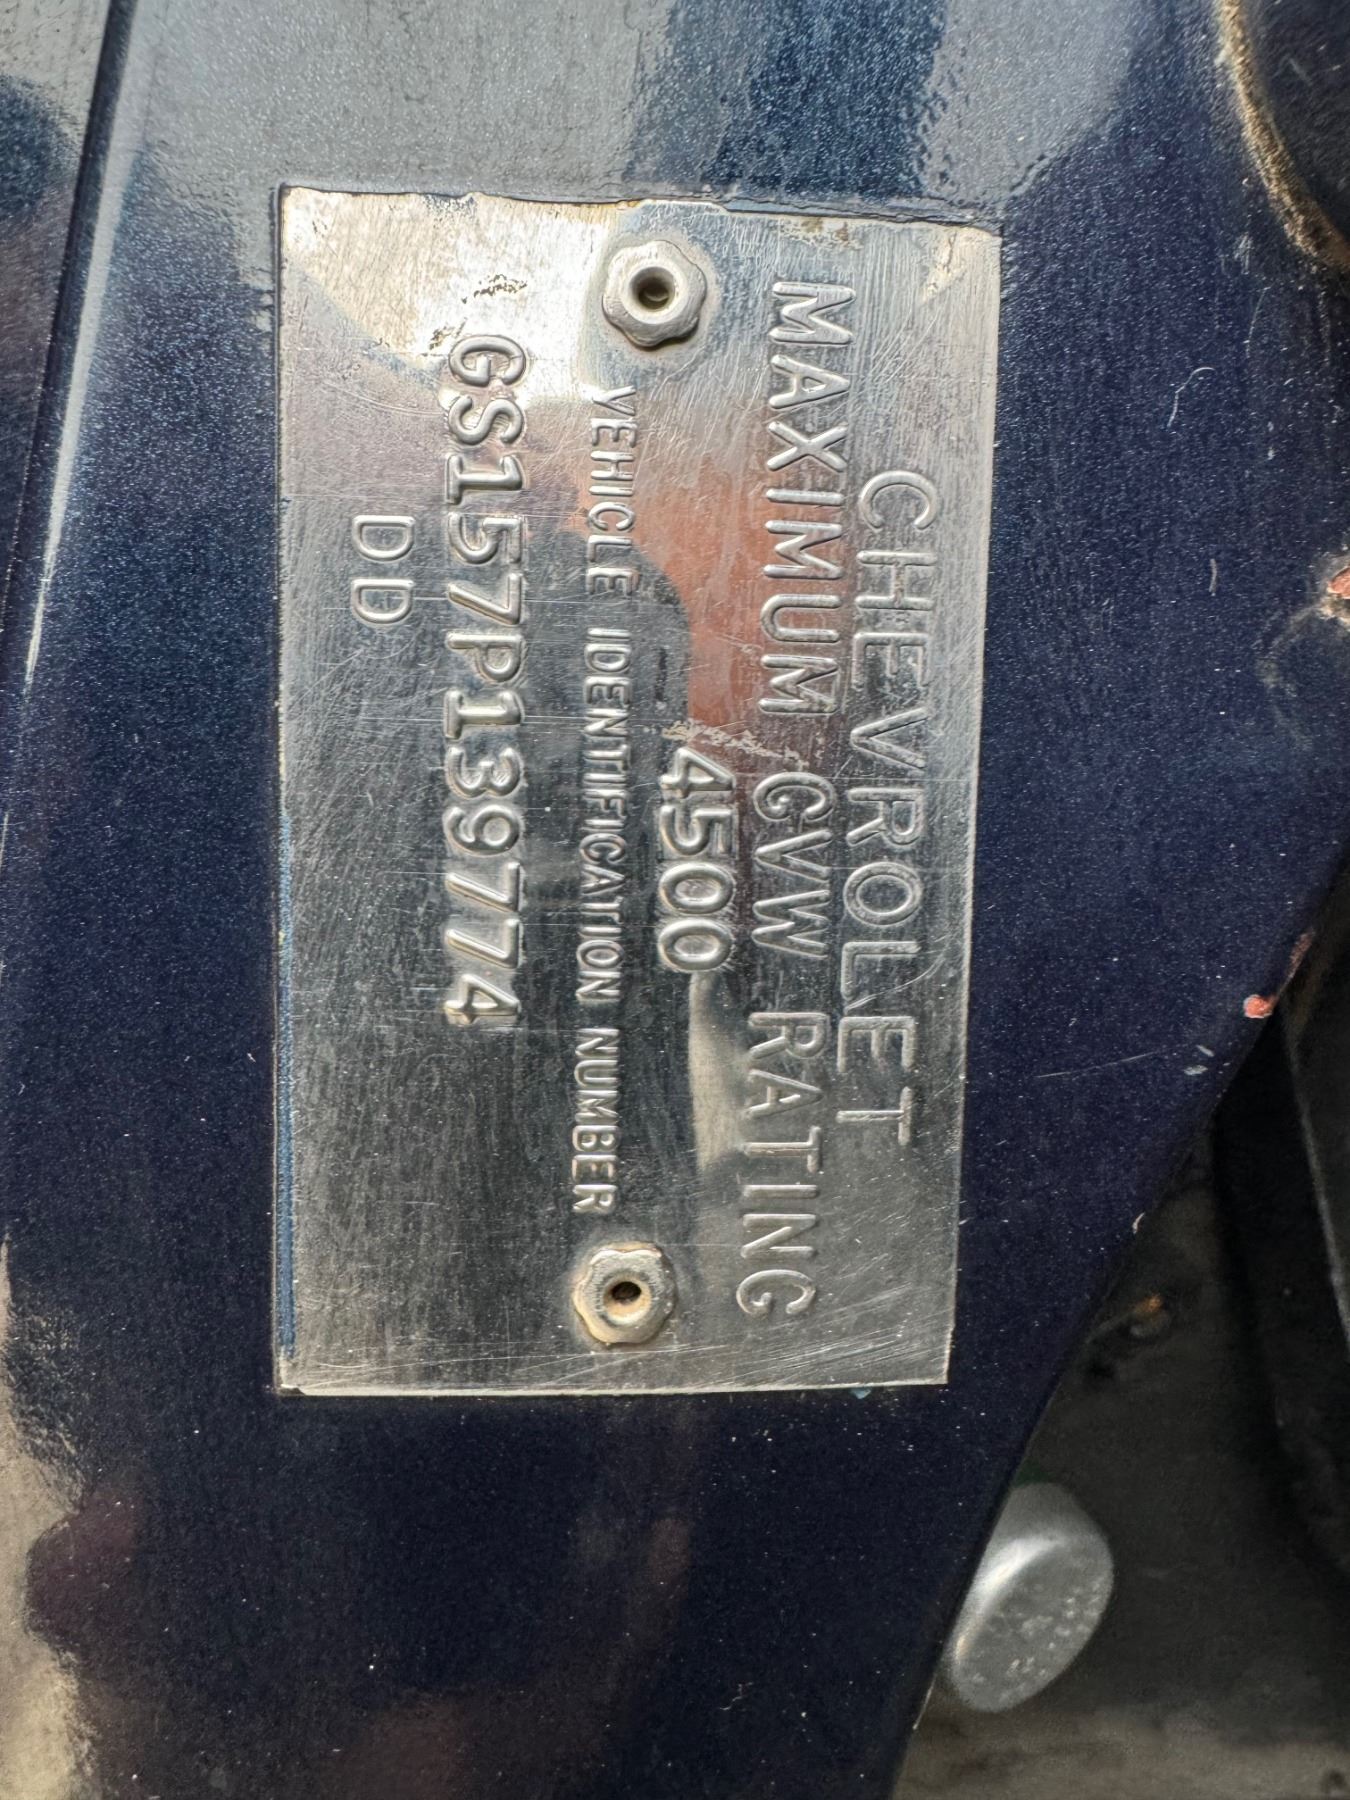 CHEVROLET
MAXIMUM GVW RATING
4500
VEHICLE IDENTIFICATION NUMBER
GS157P139774
DD